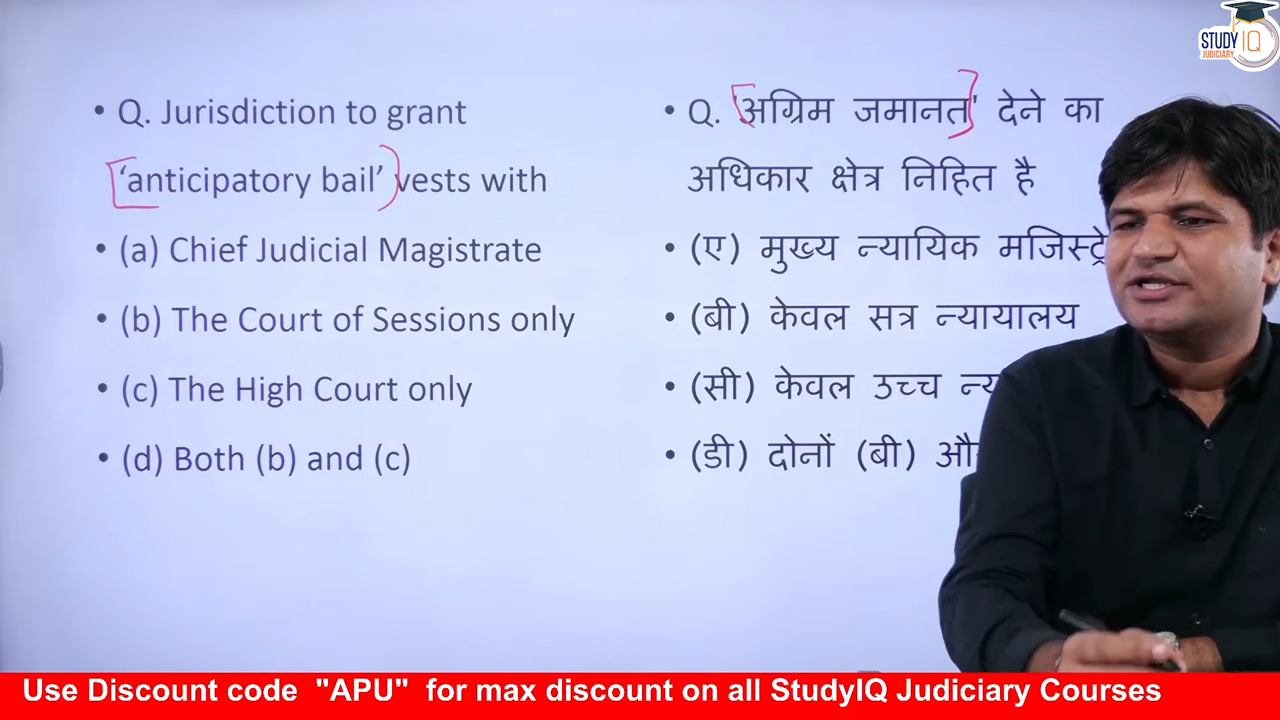 STUDY IQ
JUDICIARY
• Q. Jurisdiction to grant
'anticipatory bail' vests with
• (a) Chief Judicial Magistrate
• (b) The Court of Sessions only
• (c) The High Court only
• (d) Both (b) and (c)
• Q. 'अग्रिम जमानत' देने का
अधिकार क्षेत्र निहित है
• (ए) मुख्य न्यायिक
• (बी) केवल सत्र न्यायालय
• (सी) केवल उच्च
• (डी) दोनों (बी)
Use Discount code "APU" for max discount on all StudyIQ Judiciary Courses